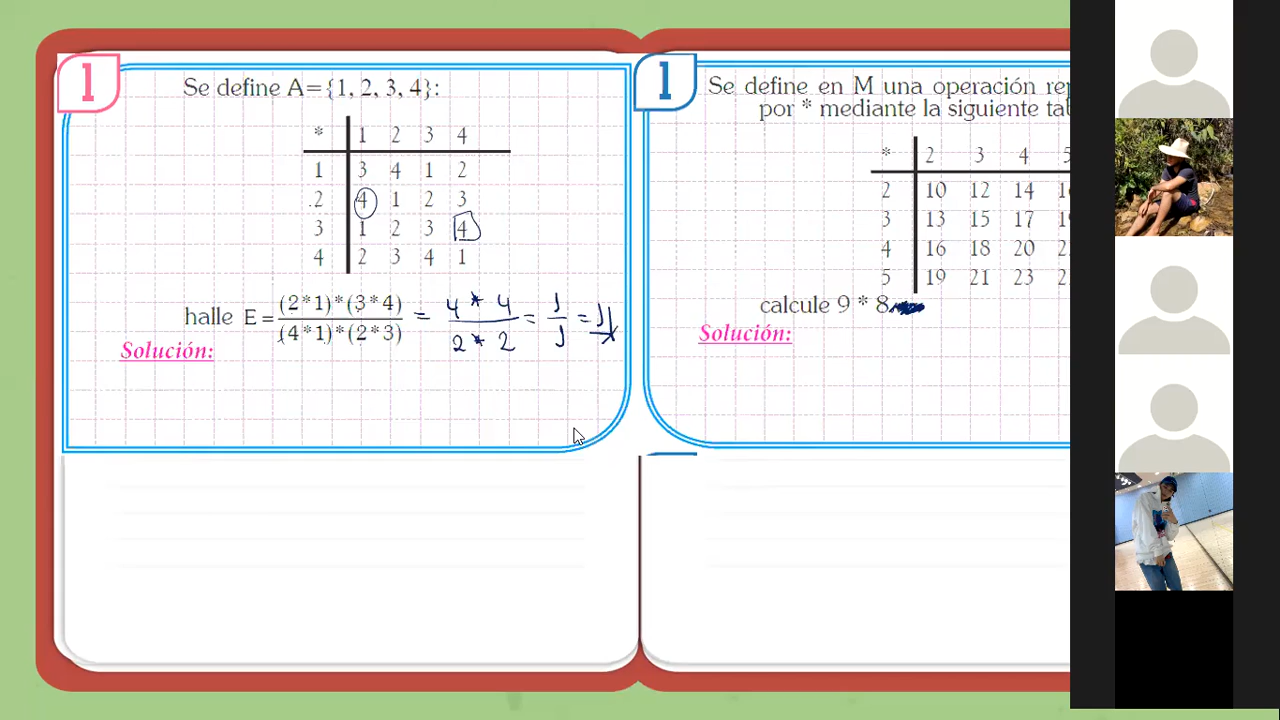 1
Se define A={1, 2, 3, 4}:
* 1 2 3 4
1 3 4 1 2
2 4 1 2 3
3 1 2 3 4
4 2 3 4 1
halle E = (2*1)*(3*4) / (4*1)*(2*3) = 4 * 4 / 2 * 2 = 1 / 1 = 1
Solución:
1
Se define en M una operación
por * mediante la siguiente
* 2 3 4
2 10 12 14
3 13 15 17
4 16 18 20
5 19 21 23
calcule 9 * 8
Solución: